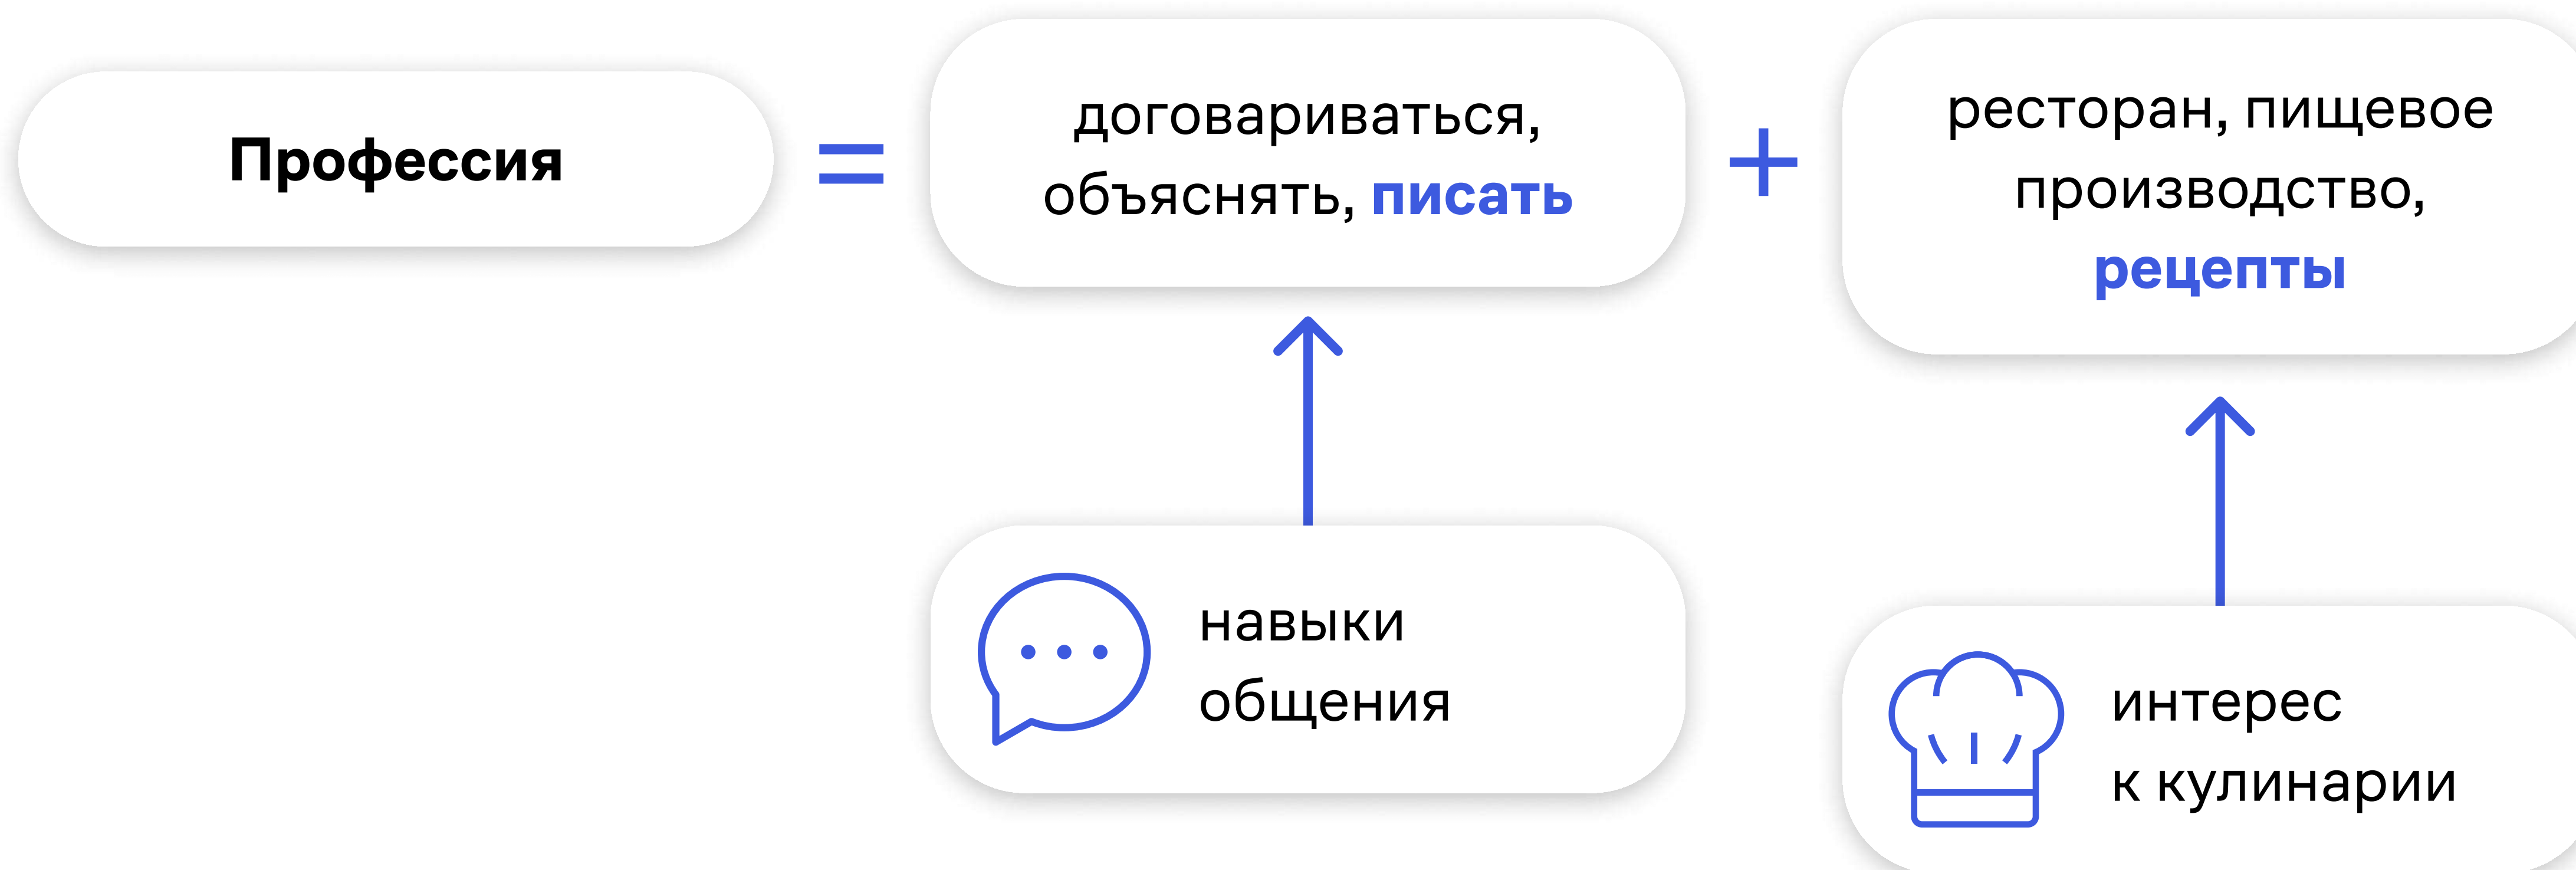 Профессия
=
договариваться,
объяснять, писать
+
ресторан, пищевое
производство,
рецепты
навыки
общения
интерес
к кулинарии